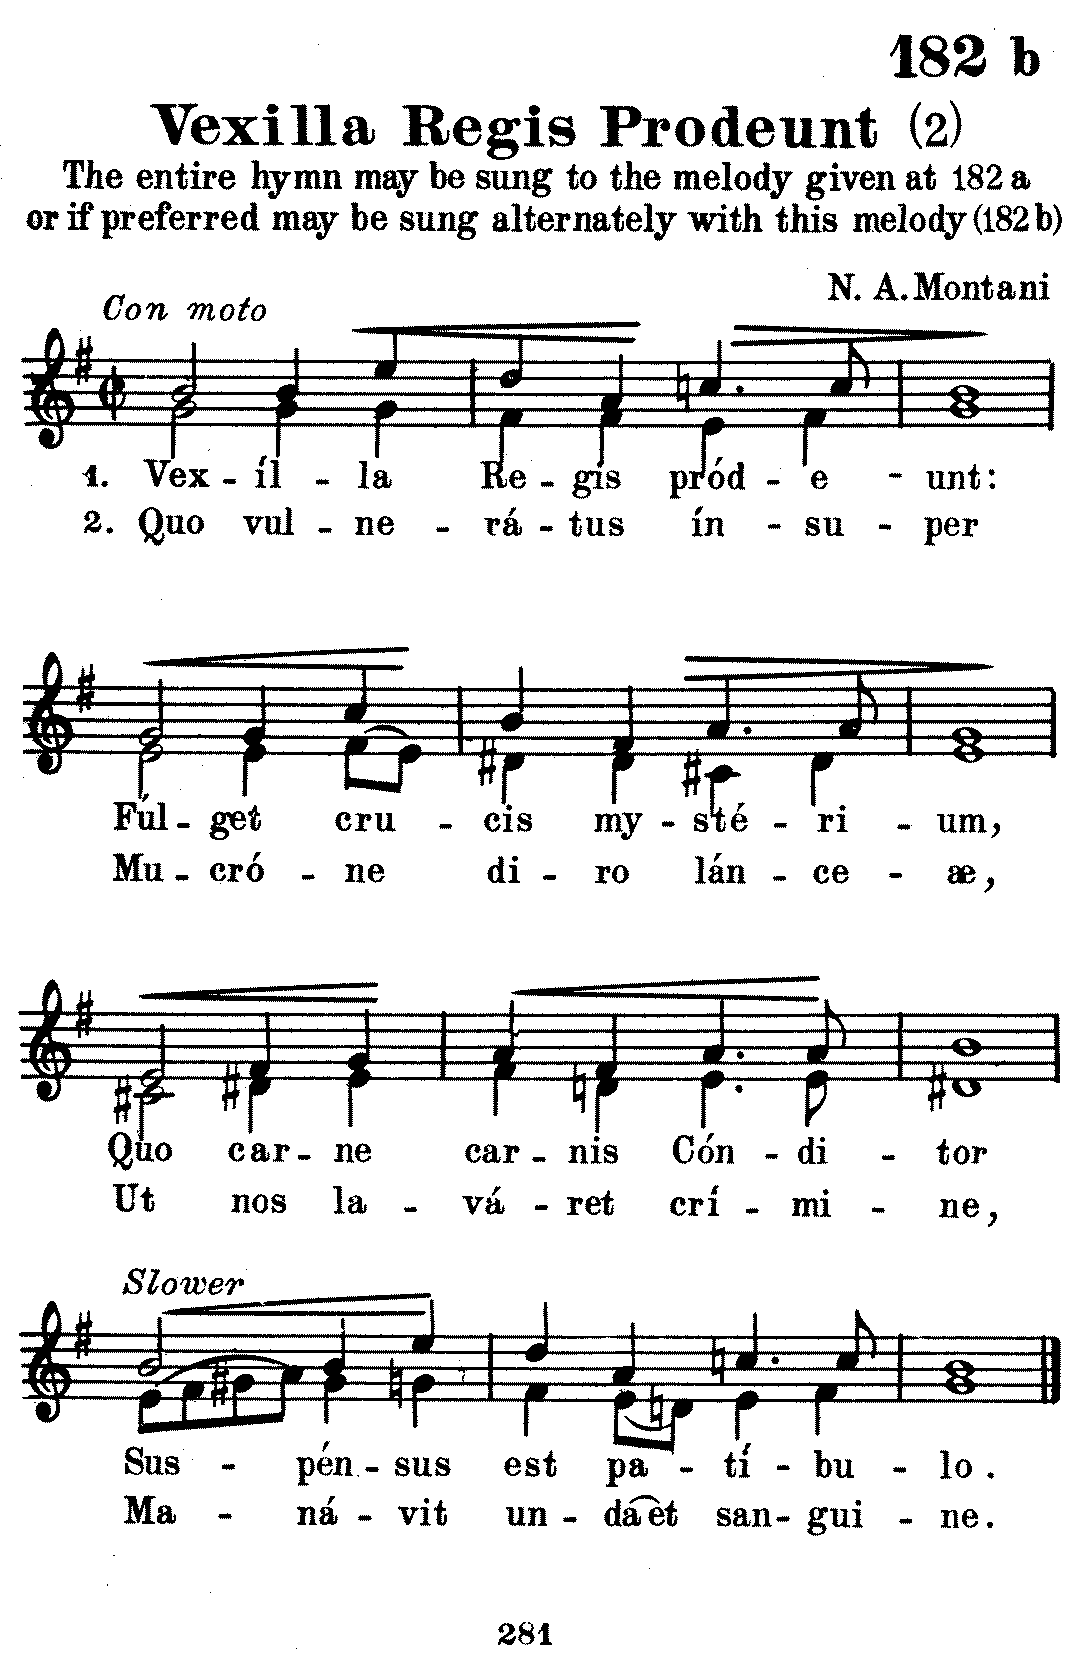 182 b
Vexilla Regis Prodeunt (2)
The entire hymn may be sung to the melody given at 182 a
or if preferred may be sung alternately with this melody (182 b)
N. A. Montani
Con moto
1. Vex - íl - la Re - gis pród - e - unt:
2. Quo vul - ne - rá - tus ín - su - per
Fúl - get cru - cis my - sté - ri - um,
Mu - cró - ne di - ro lán - ce - æ,
Quo car - ne car - nis Cón - di - tor
Ut nos la - vá - ret crí - mi - ne,
Slower
Sus - pén - sus est pa - tí - bu - lo.
Ma - ná - vit un - da et san - gui - ne.
281